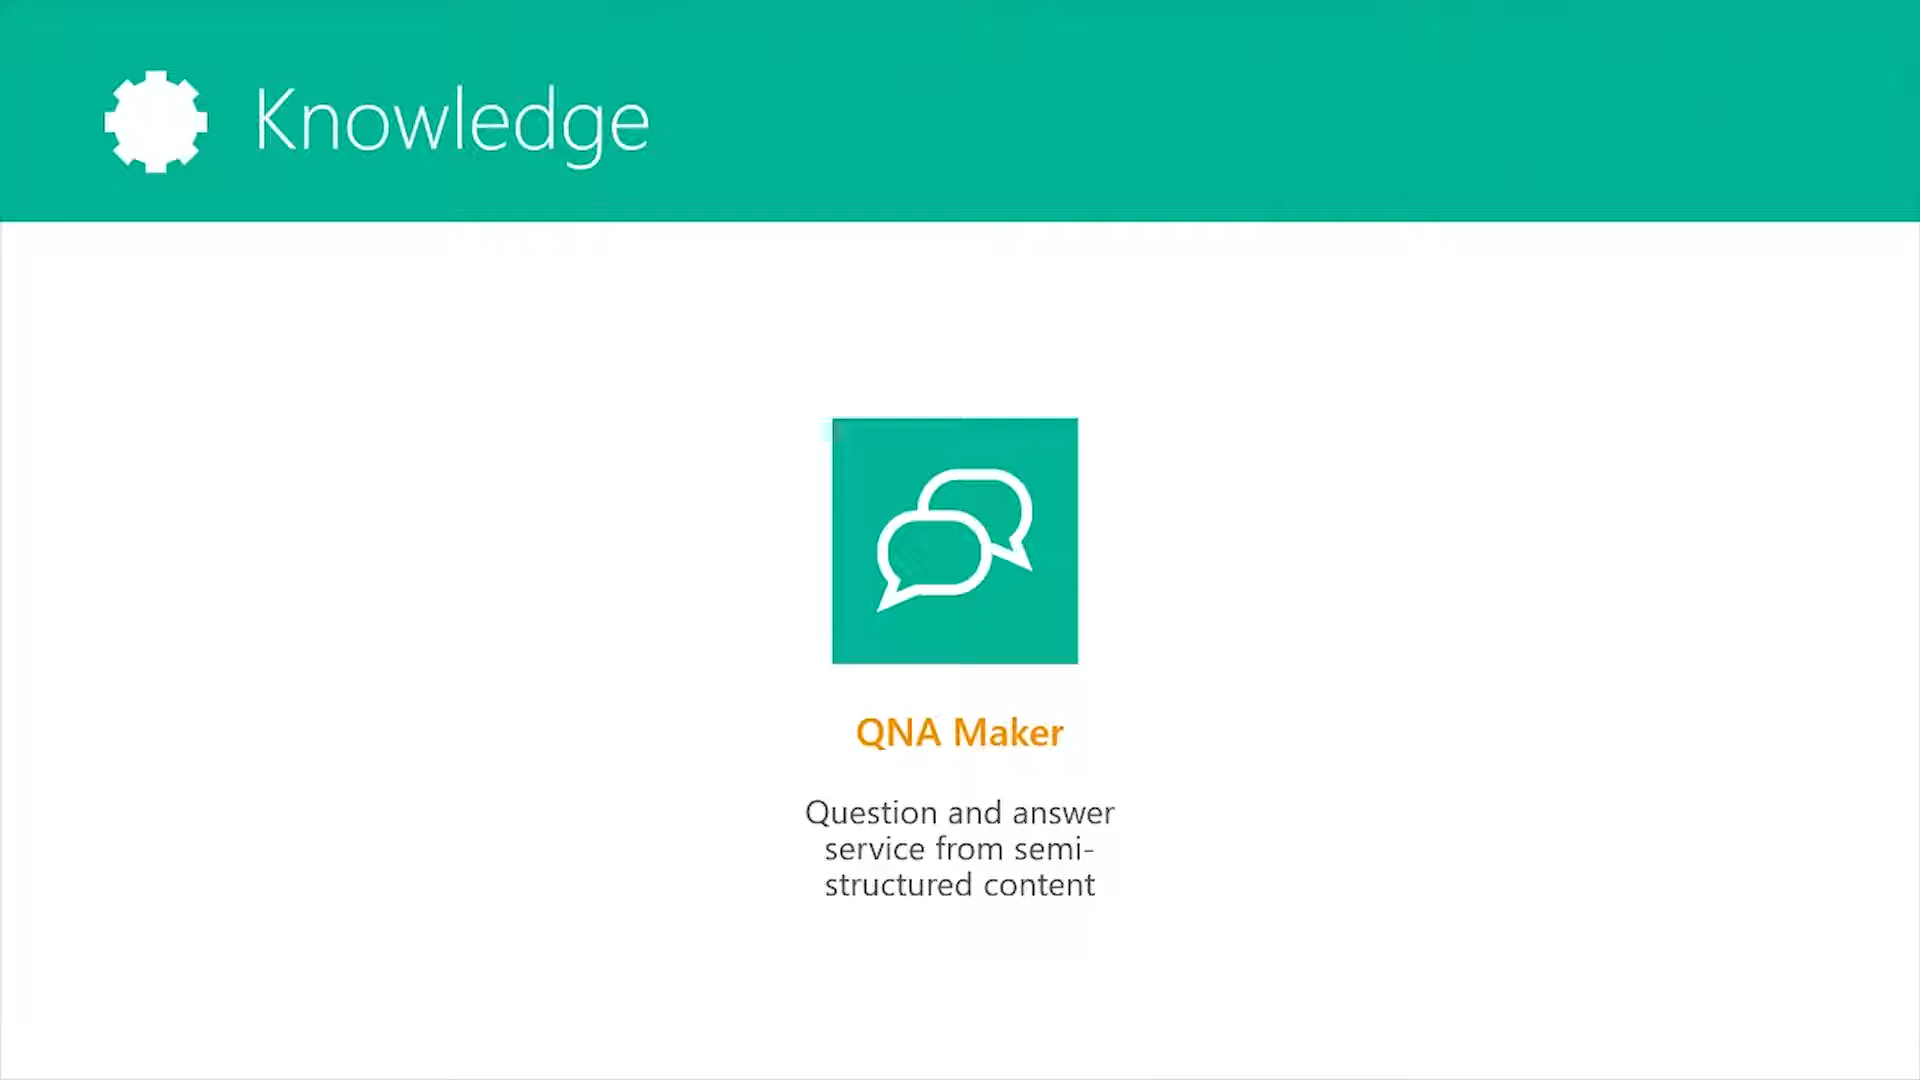 Knowledge
QNA Maker
Question and answer
service from semi-
structured content